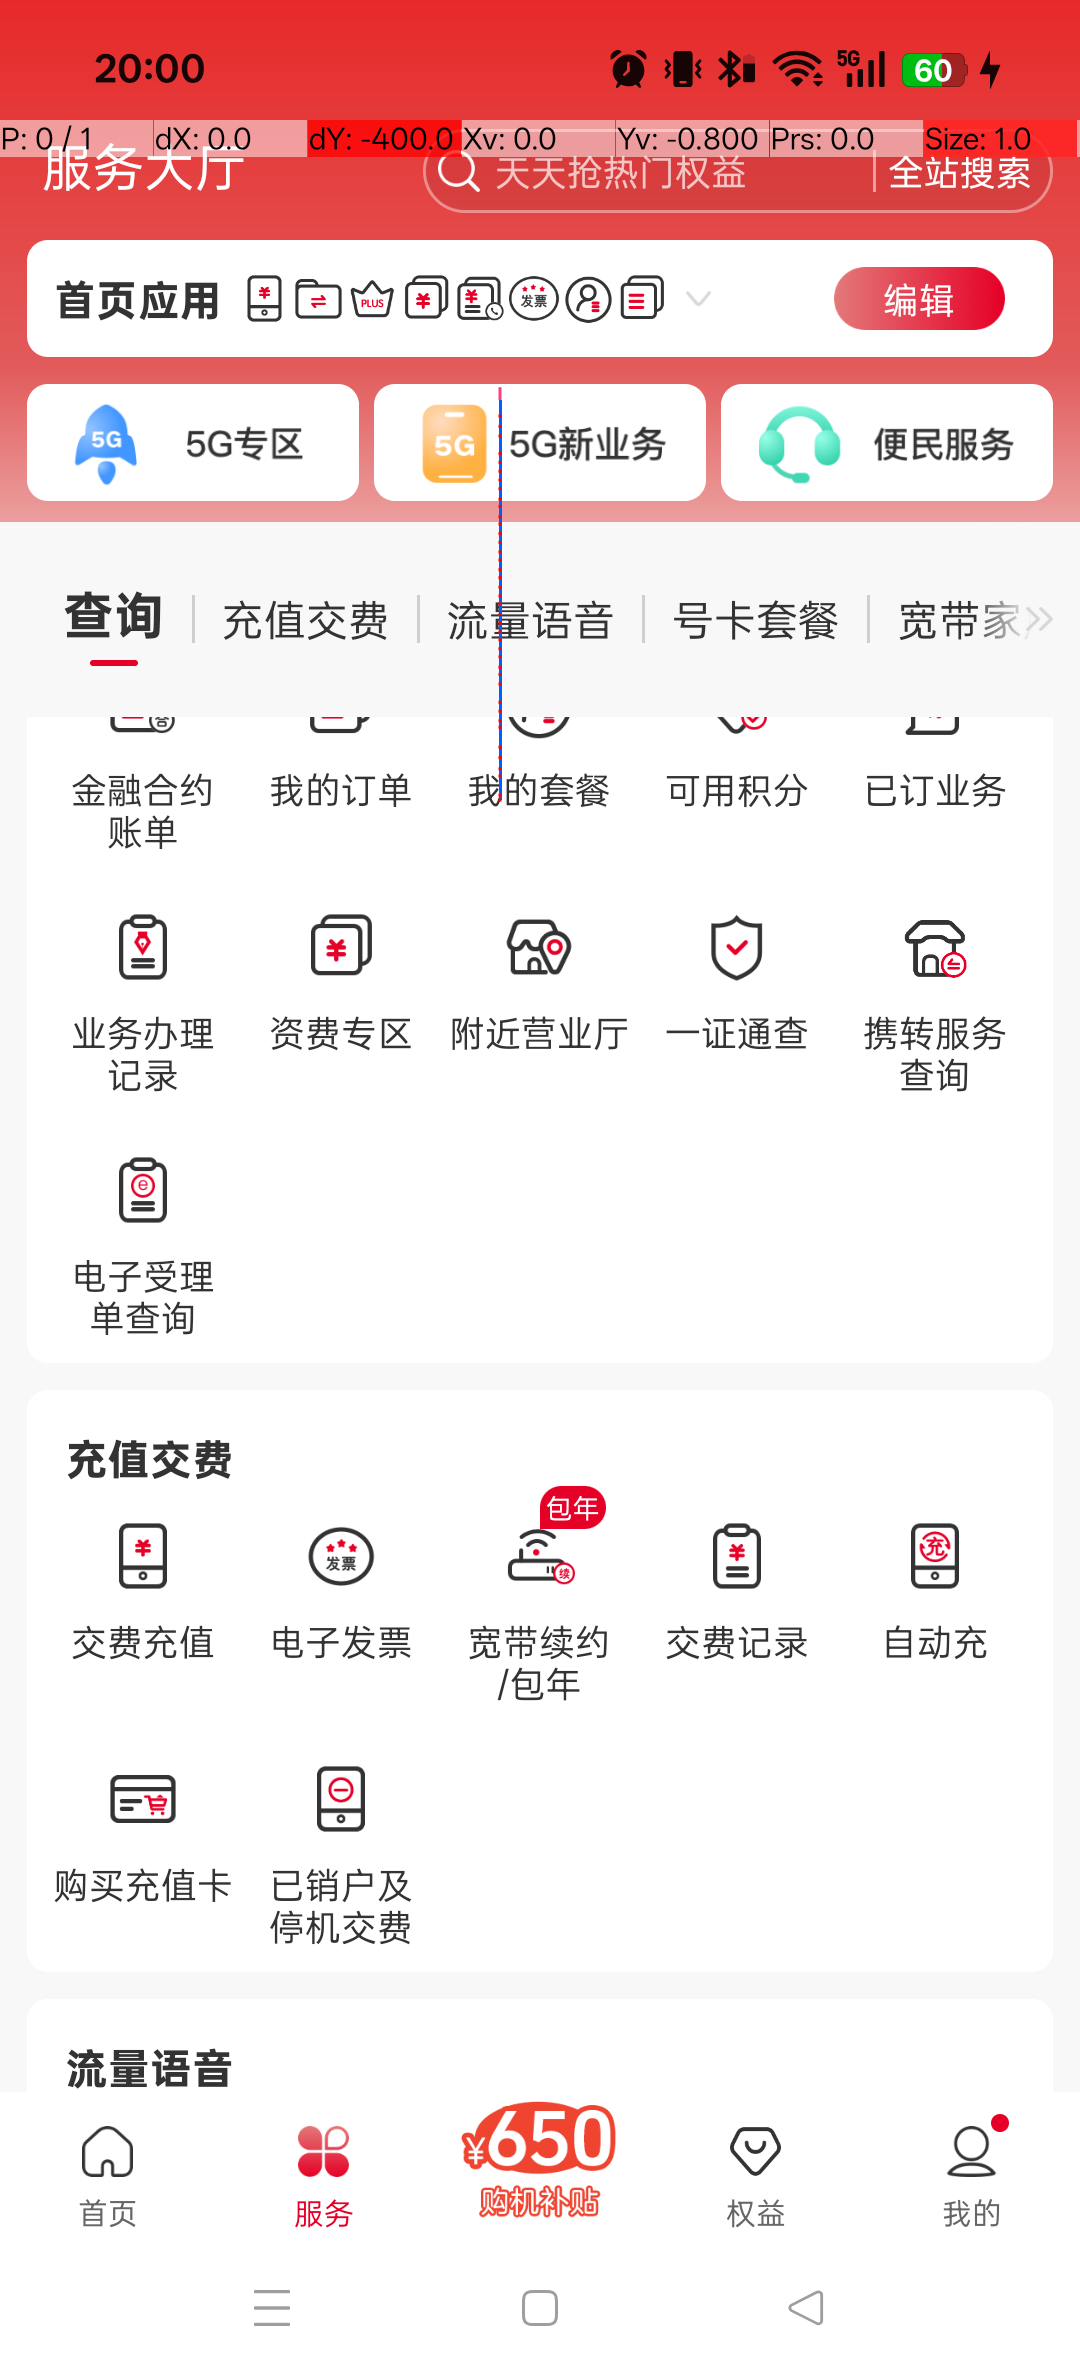 20:00
5G
60
P: 0 / 1
dX: 0.0
dY: -400.0
Xv: 0.0
Yv: -0.800
Prs: 0.0
Size: 1.0
服务大厅
天天抢热门权益
全站搜索
首页应用
PLUS
发票
编辑
5G
5G专区
5G
5G新业务
便民服务
查询
充值交费
流量语音
号卡套餐
宽带家
金融合约
账单
我的订单
我的套餐
可用积分
已订业务
业务办理
记录
资费专区
附近营业厅
一证通查
携转服务
查询
电子受理
单查询
充值交费
包年
发票
续
充
交费充值
电子发票
宽带续约
/包年
交费记录
自动充
购买充值卡
已销户及
停机交费
流量语音
¥650
购机补贴
首页
服务
权益
我的